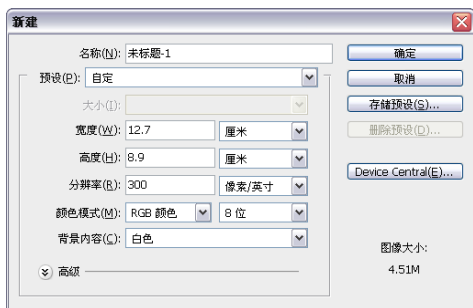 新建
名称(N): 未标题-1
确定
预设(P): 自定
取消
大小(I):
存储预设(S)...
宽度(W): 12.7 厘米
删除预设(D)...
高度(H): 8.9 厘米
分辨率(R): 300 像素/英寸
Device Central(E)...
颜色模式(M): RGB 颜色 8 位
背景内容(C): 白色
图像大小:
高级
4.51M